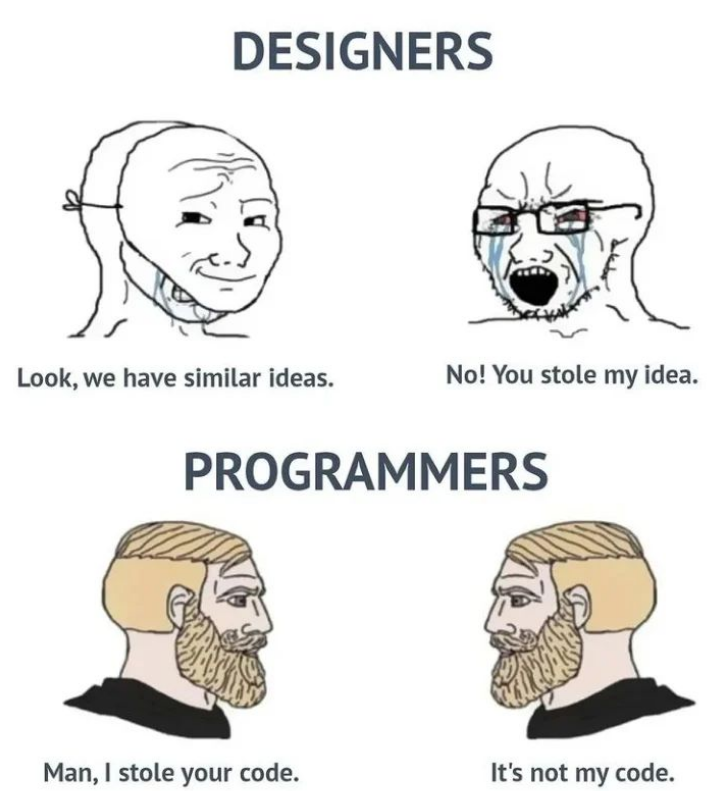 DESIGNERS
Look, we have similar ideas.
No! You stole my idea.
PROGRAMMERS
Man, I stole your code.
It's not my code.